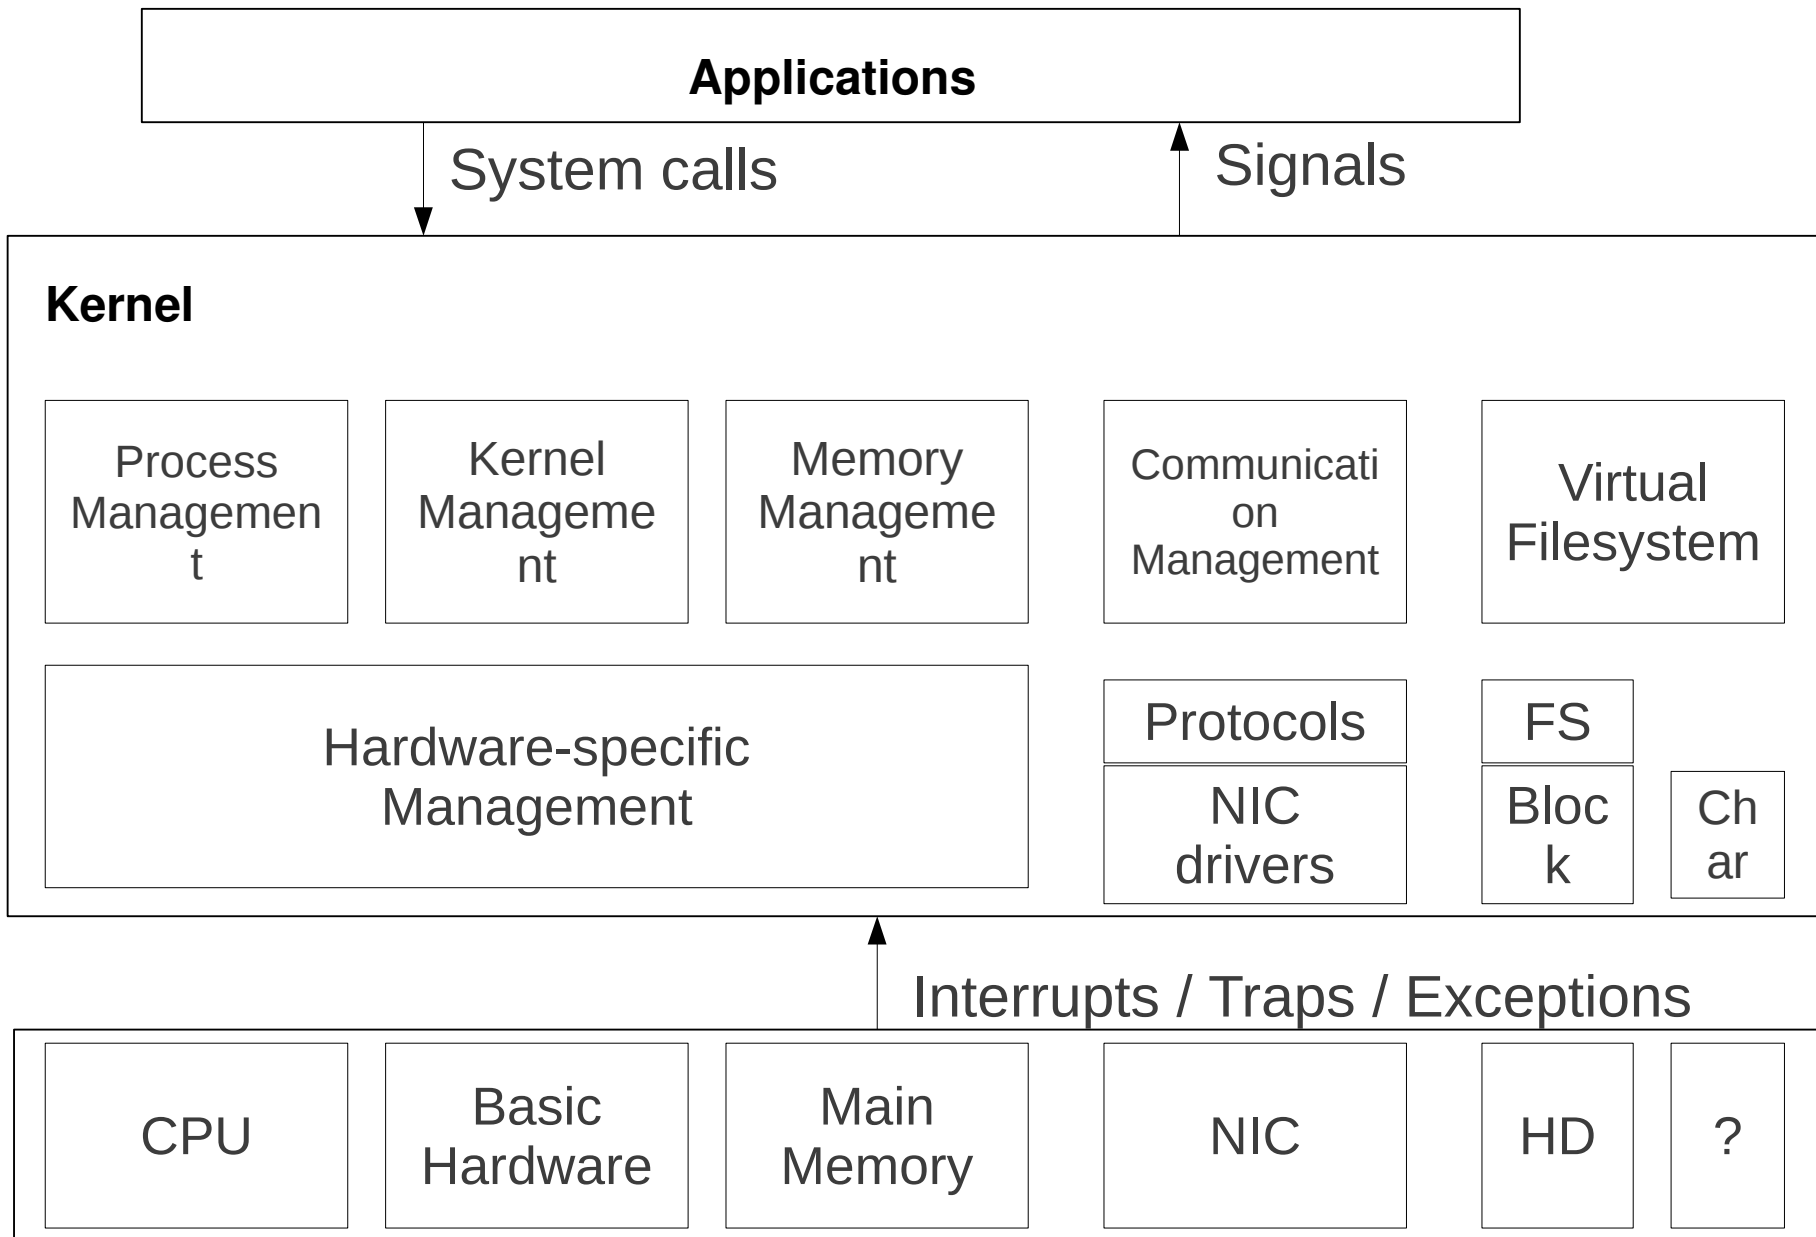 Applications
System calls
Signals
Kernel
Process
Managemen
t
Kernel
Manageme
nt
Memory
Manageme
nt
Communicati
on
Management
Virtual
Filesystem
Hardware-specific
Management
Protocols
NIC
drivers
FS
Bloc
k
Ch
ar
Interrupts / Traps / Exceptions
CPU
Basic
Hardware
Main
Memory
NIC
HD
?